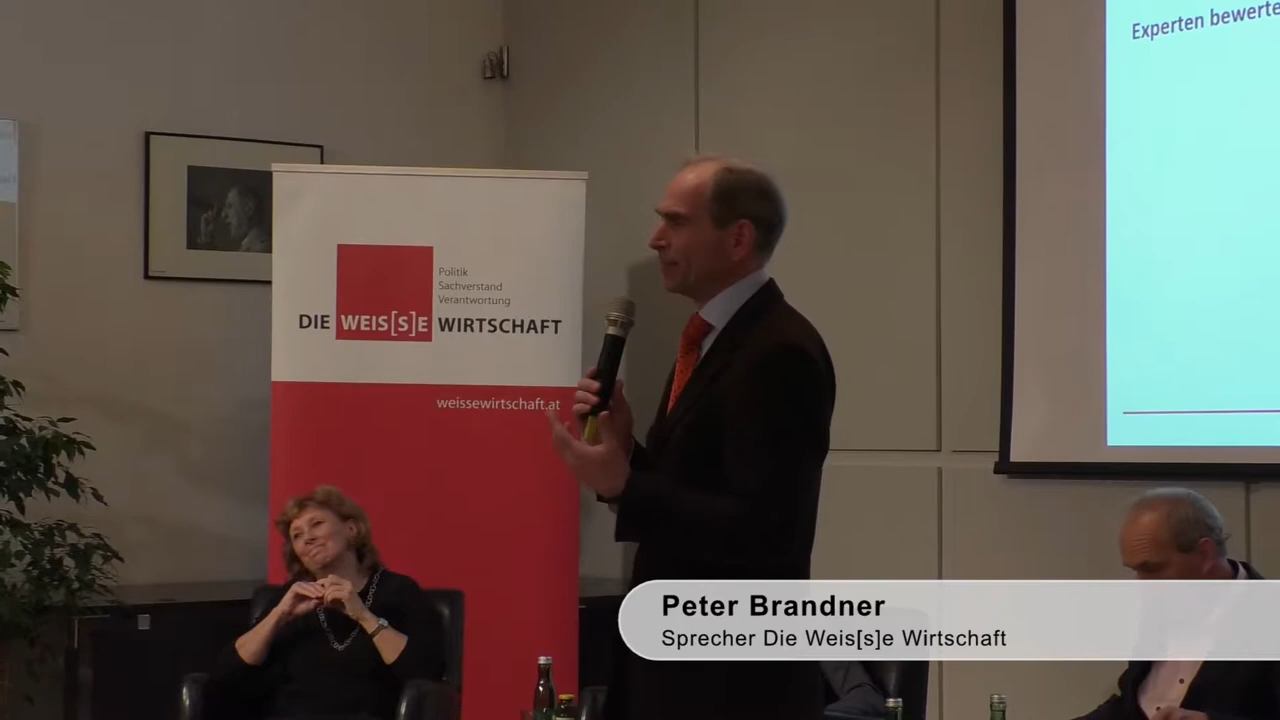 Experten bewerte
Politik
Sachverstand
Verantwortung
DIE WEIS[S]E WIRTSCHAFT
weissewirtschaft.at
Peter Brandner
Sprecher Die Weis[s]e Wirtschaft